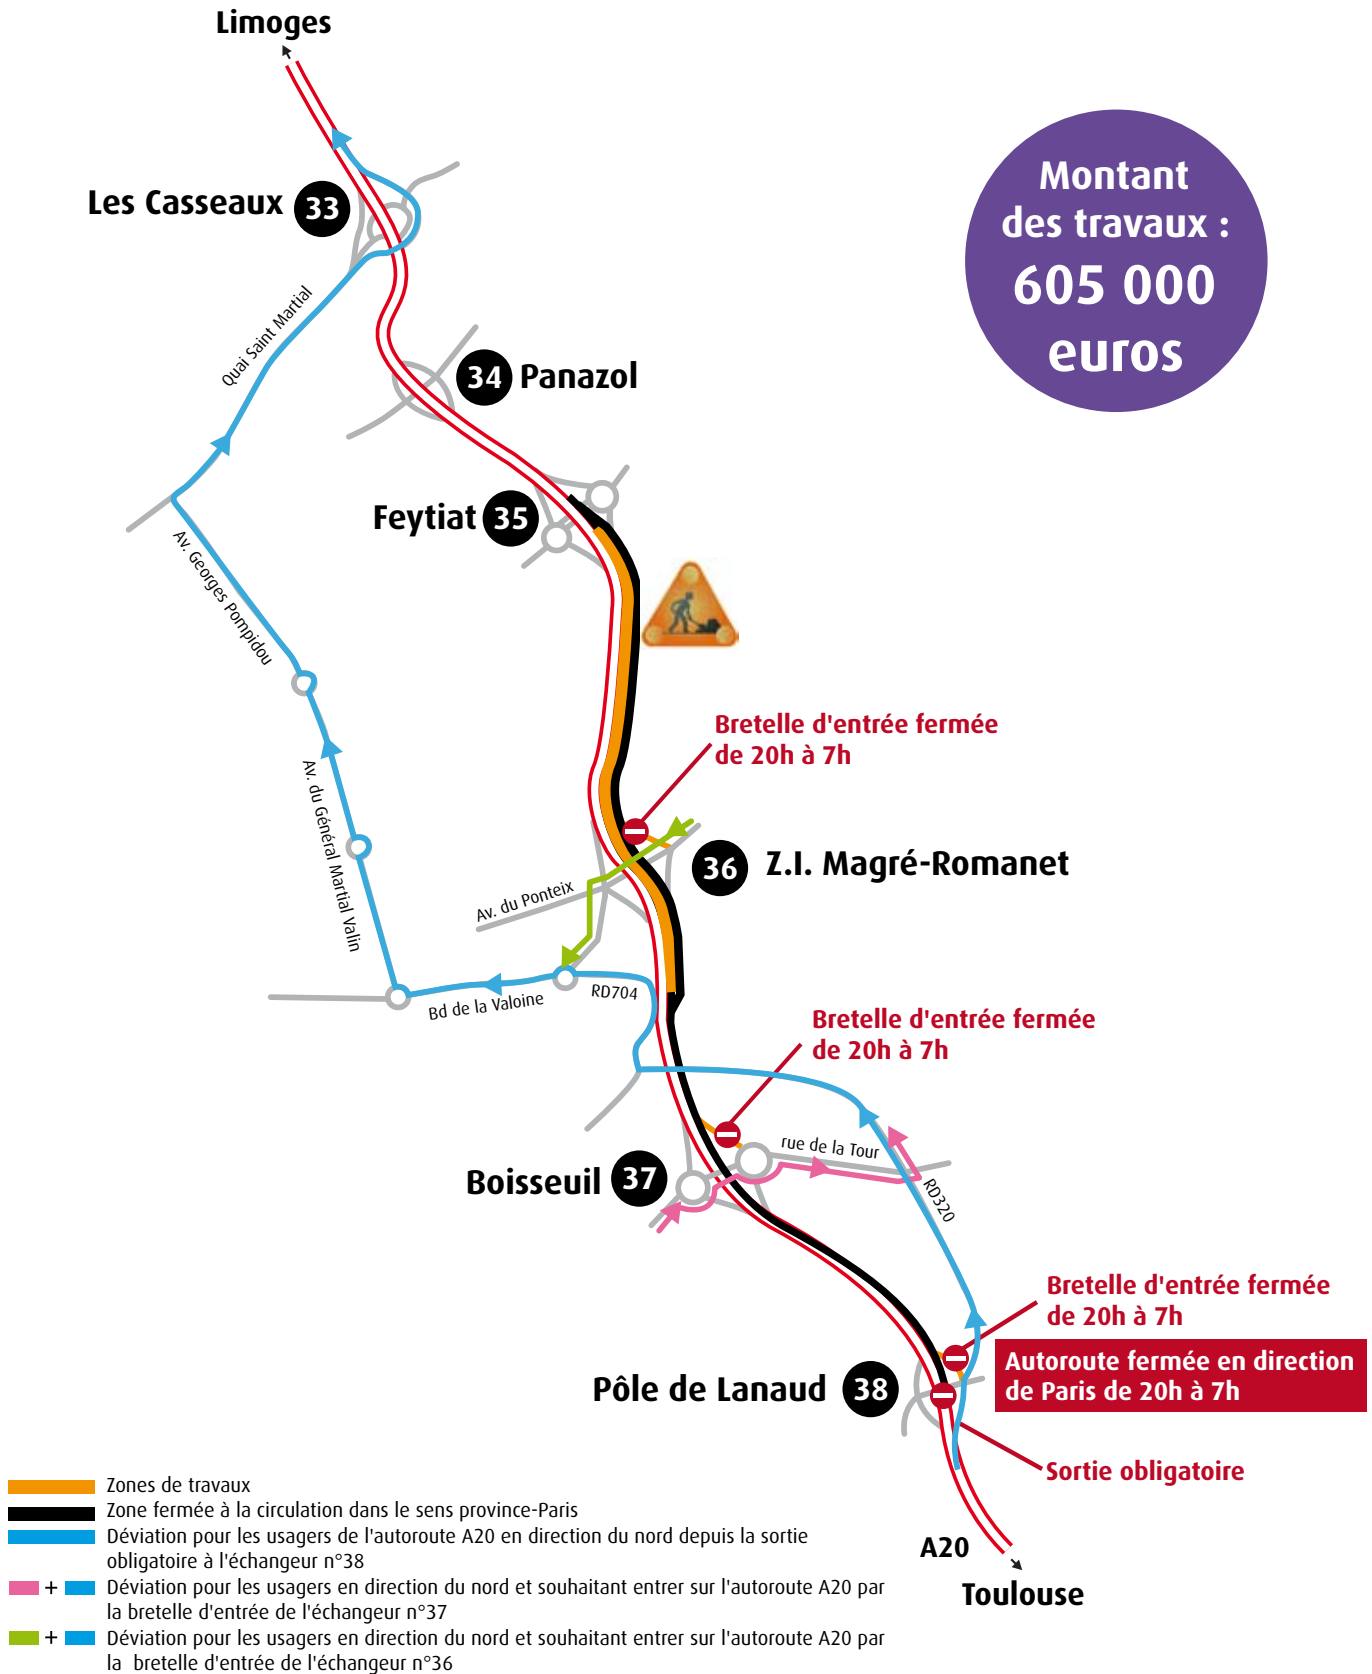 Limoges
Les Casseaux 33
Montant
des travaux :
605 000
euros
Quai Saint Martial
34 Panazol
Feytiat 35
Av. Georges Pompidou
Bretelle d'entrée fermée
de 20h à 7h
Av. du Général Martial Valin
36 Z.I. Magré-Romanet
Av. du Ponteix
RD704
Bd de la Valoine
Bretelle d'entrée fermée
de 20h à 7h
rue de la Tour
Boisseuil 37
RD320
Bretelle d'entrée fermée
de 20h à 7h
Autoroute fermée en direction
de Paris de 20h à 7h
Pôle de Lanaud 38
Sortie obligatoire
A20
Toulouse
Zones de travaux
Zone fermée à la circulation dans le sens province-Paris
Déviation pour les usagers de l'autoroute A20 en direction du nord depuis la sortie
obligatoire à l'échangeur n°38
+ Déviation pour les usagers en direction du nord et souhaitant entrer sur l'autoroute A20 par
la bretelle d'entrée de l'échangeur n°37
+ Déviation pour les usagers en direction du nord et souhaitant entrer sur l'autoroute A20 par
la bretelle d'entrée de l'échangeur n°36